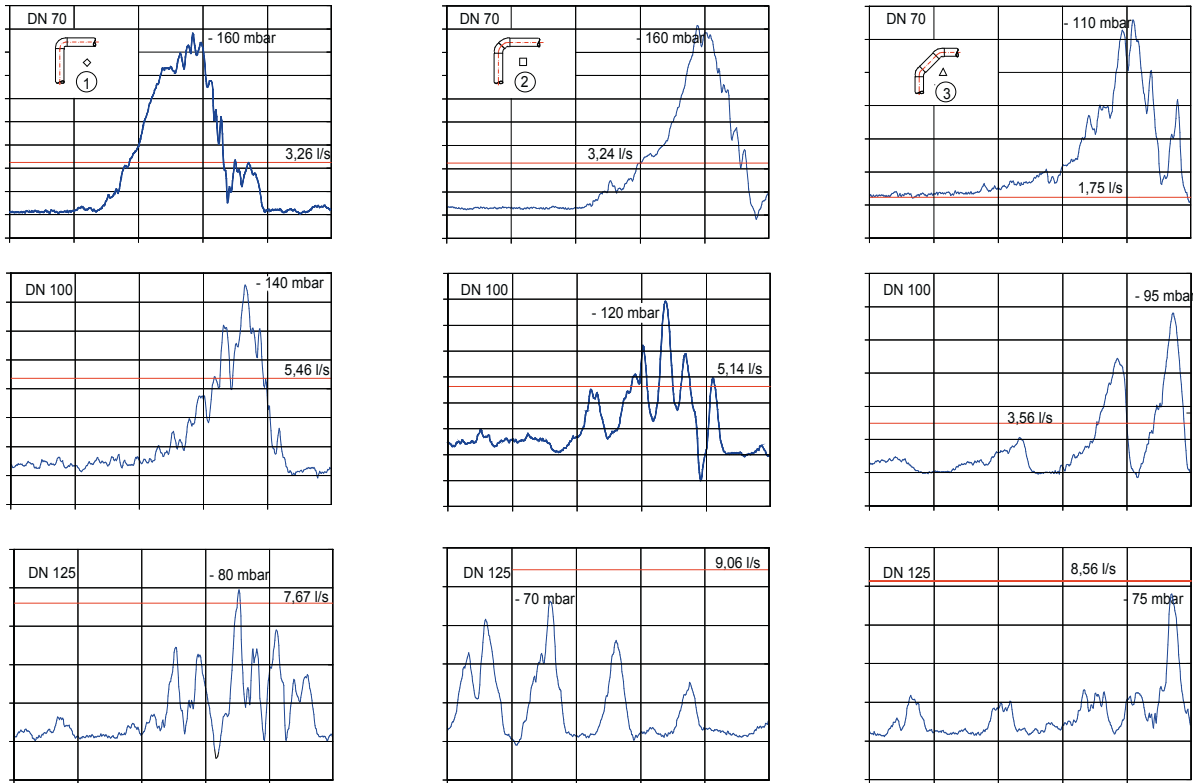 DN 70
- 160 mbar
1
3,26 l/s
DN 70
- 160 mbar
2
3,24 l/s
DN 70
- 110 mbar
3
1,75 l/s
DN 100
- 140 mbar
5,46 l/s
DN 100
- 120 mbar
5,14 l/s
DN 100
- 95 mbar
3,56 l/s
DN 125
- 80 mbar
7,67 l/s
DN 125
9,06 l/s
- 70 mbar
DN 125
8,56 l/s
- 75 mbar